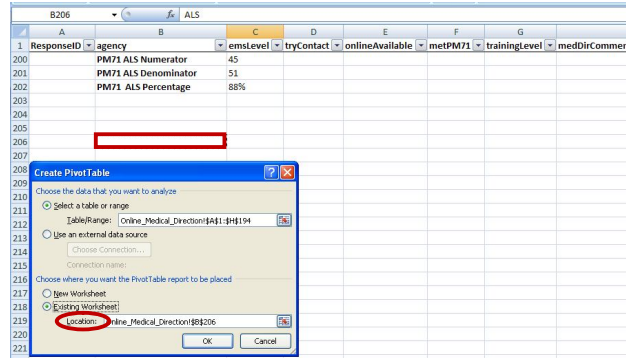 B206 fx ALS
A B C D E F G
1 ResponseID agency emsLevel tryContact onlineAvailable metPM71 trainingLevel medDirCommer
200 PM71 ALS Numerator 45
201 PM71 ALS Denominator 51
202 PM71 ALS Percentage 88%
203
204
205
206
207
208 Create PivotTable ?
209 Choose the data that you want to analyze
210
211 Select a table or range
212 Table/Range: Online_Medical_Direction!$A$1:$H$194
213 Use an external data source
214 Choose Connection...
215 Connection name:
216 Choose where you want the PivotTable report to be placed
217 New Worksheet
218 Existing Worksheet
219 Location: Online_Medical_Direction!$B$206
220 OK Cancel
221